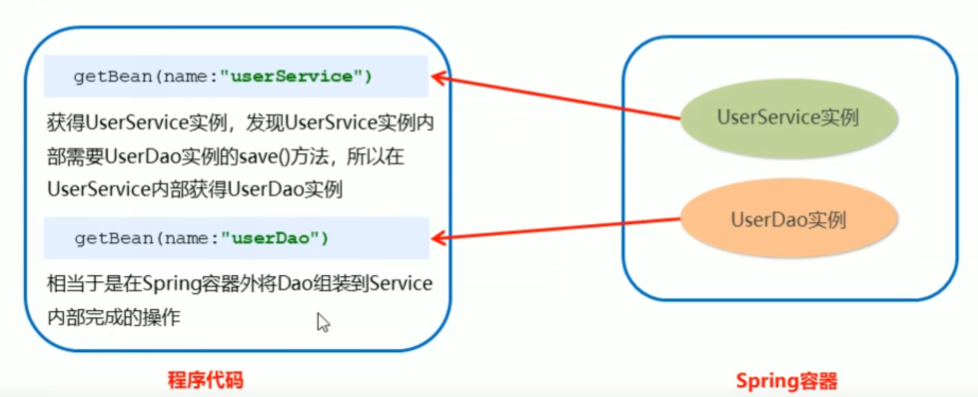 getBean(name:"userService")
获得UserService实例，发现UserSrvice实例内
部需要UserDao实例的save()方法，所以在
UserService内部获得UserDao实例
getBean(name:"userDao")
相当于是在Spring容器外将Dao组装到Service
内部完成的操作
程序代码
UserService实例
UserDao实例
Spring容器